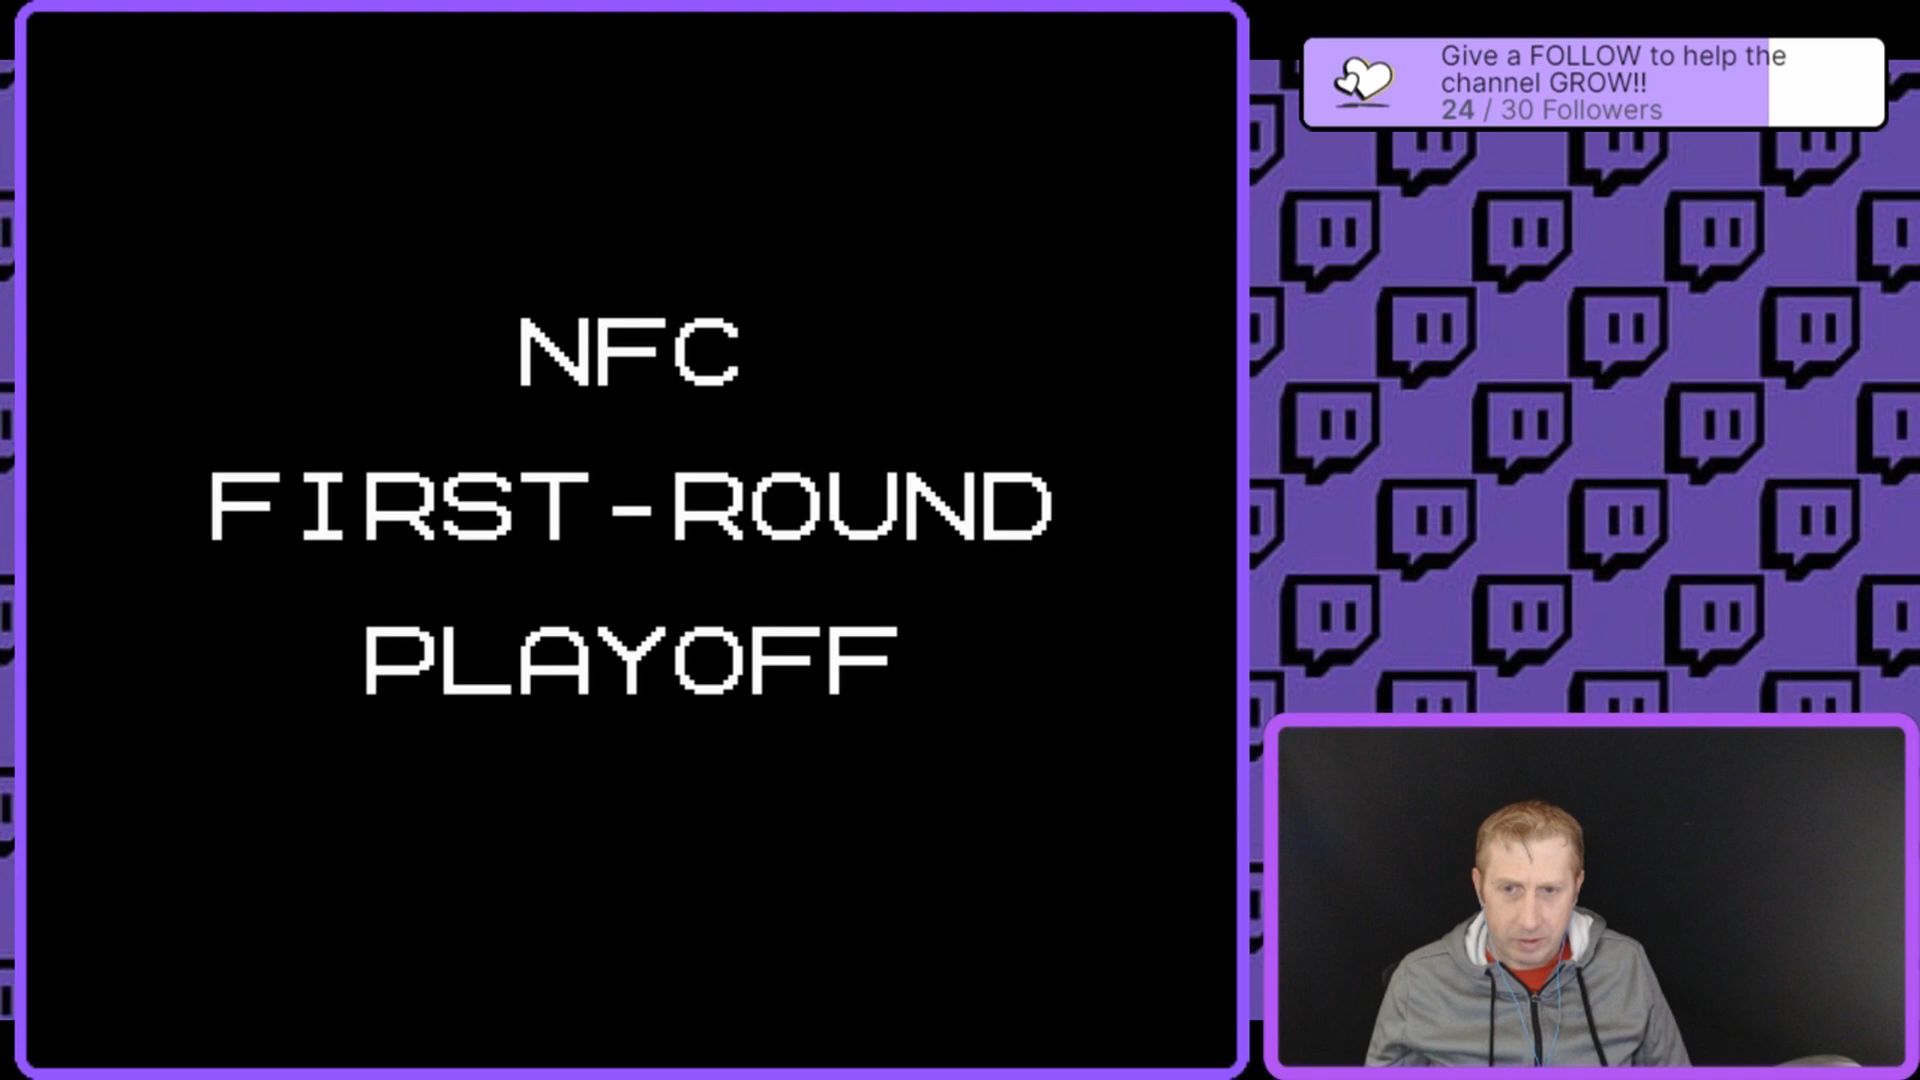 NFC
FIRST-ROUND
PLAYOFF
Give a FOLLOW to help the
channel GROW!!
24 / 30 Followers